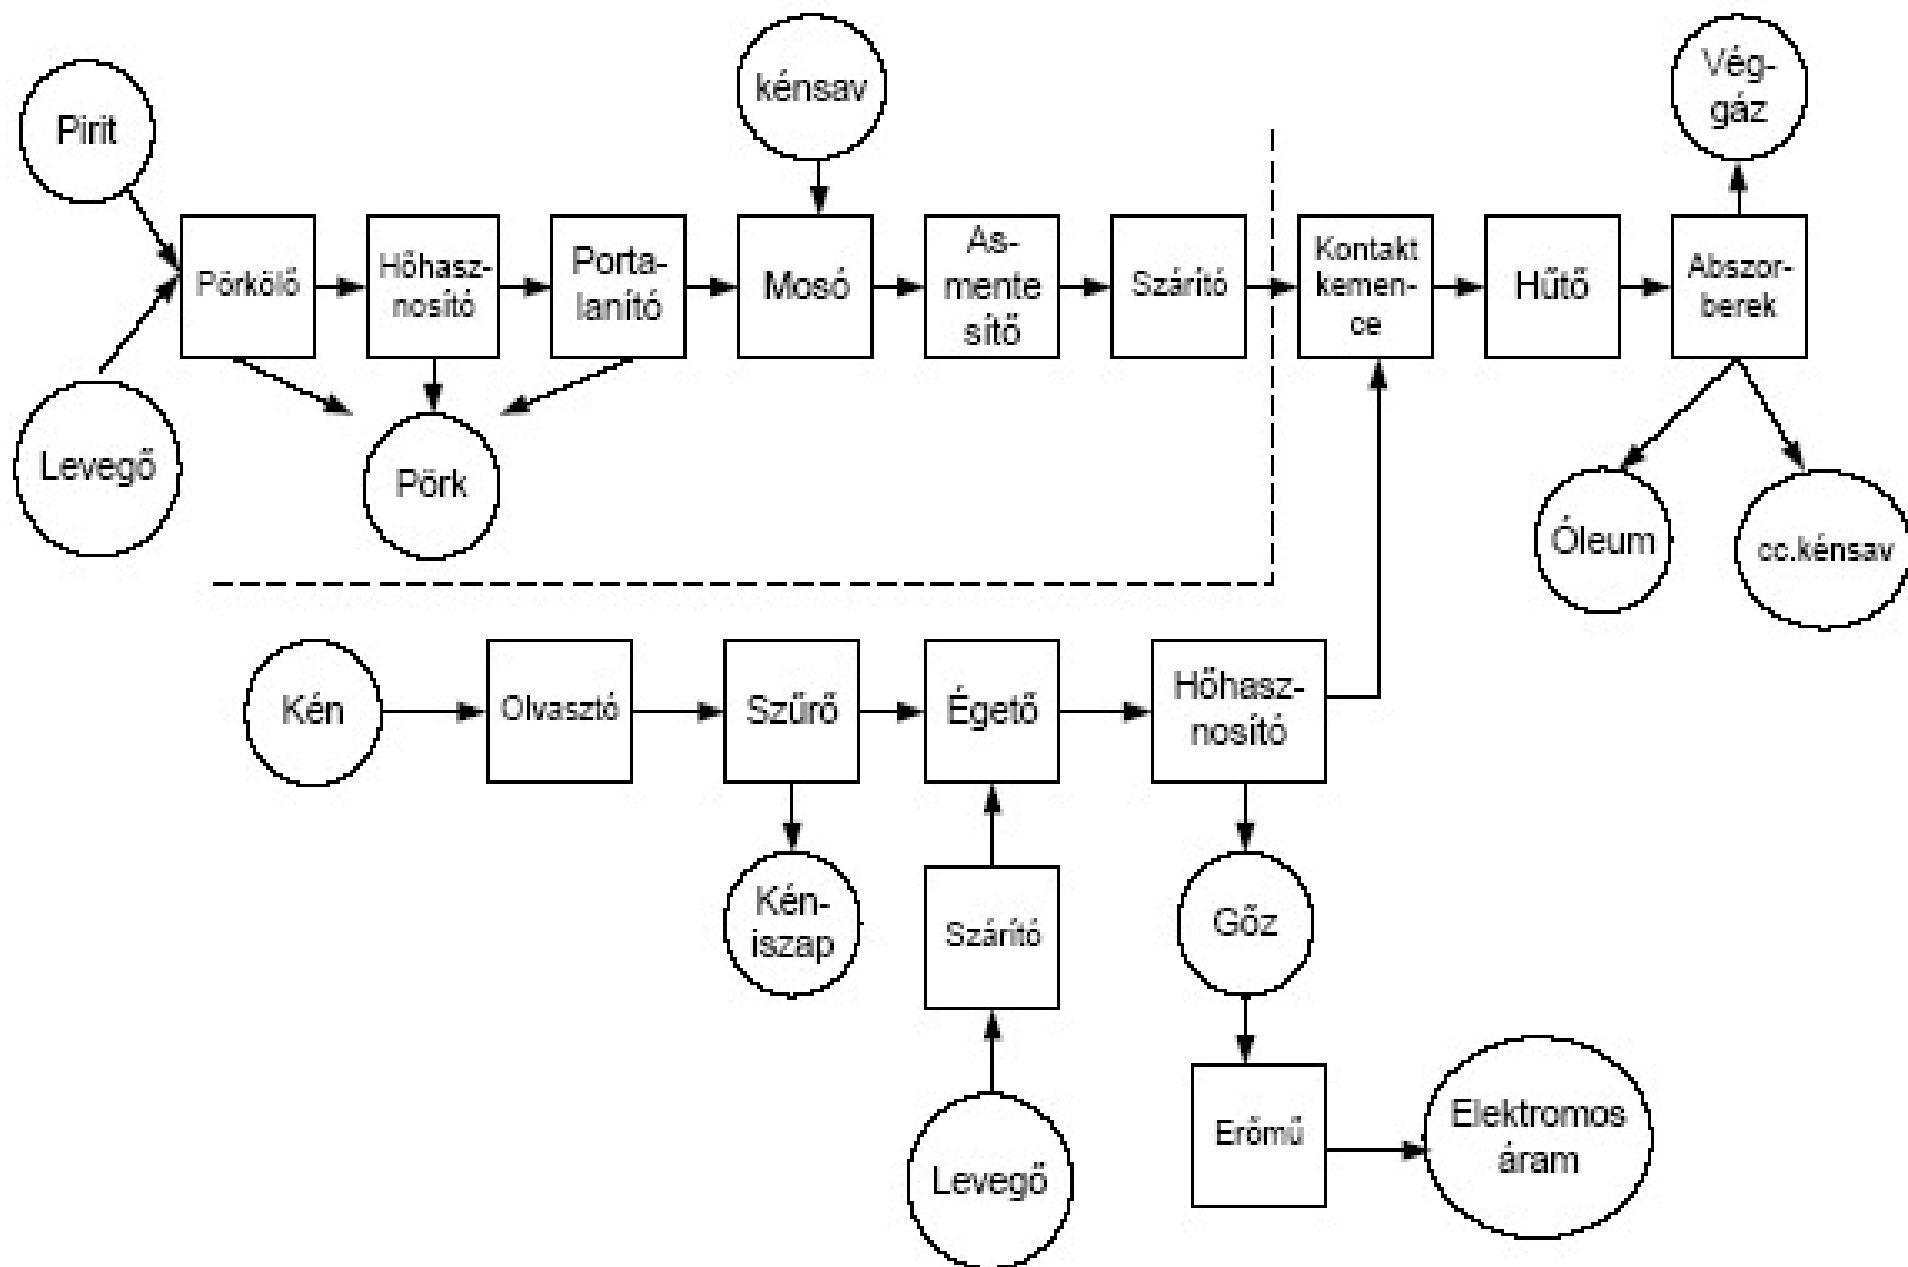 Pirit
Levegő
Pörkölő
Hőhasz-
nosító
Porta-
lanító
Pörk
kénsav
Mosó
As-
mente
sítő
Szárító
Kontakt
kemen-
ce
Hűtő
Abszor-
berek
Vég-
gáz
Óleum
cc.kénsav
Kén
Olvasztó
Szűrő
Kén-
iszap
Égető
Szárító
Levegő
Hőhasz-
nosító
Gőz
Erőmű
Elektromos
áram